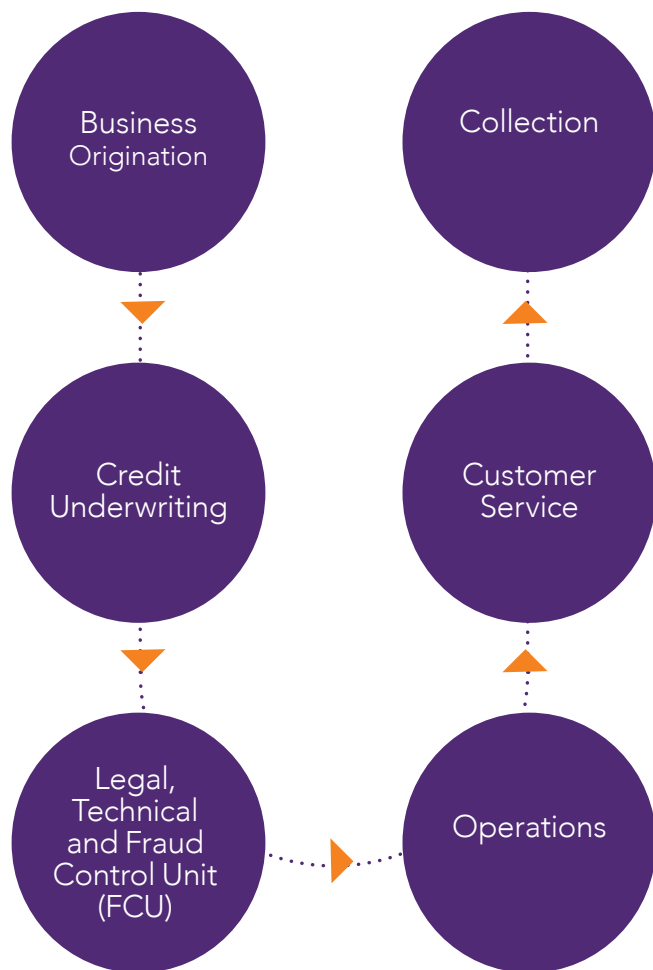 Business
Origination
Credit
Underwriting
Legal,
Technical
and Fraud
Control Unit
(FCU)
Operations
Customer
Service
Collection